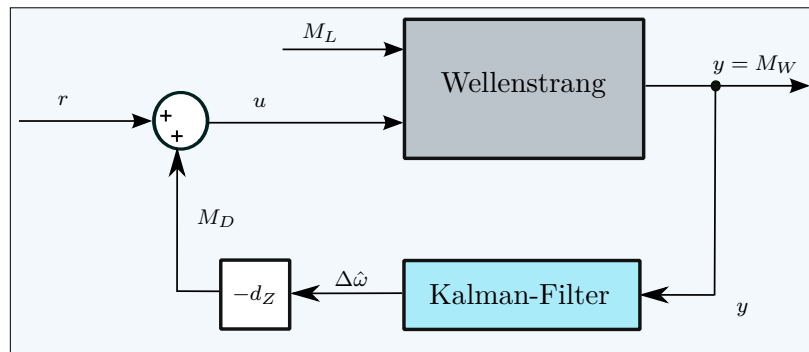 M_L
y = M_W
Wellenstrang
r
+
+
u
M_D
Δω̂
-d_Z
Kalman-Filter
y